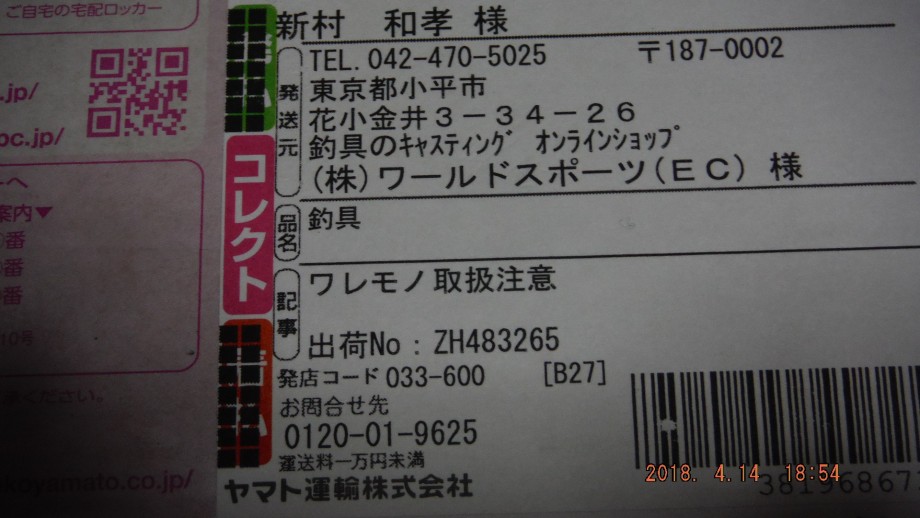 ご自宅の宅配ロッカー
.jp/
pc.jp/
へ
案内▼
番
番
番
10号
ください。
koyamato.co.jp/
新村 和孝 様
TEL. 042-470-5025 〒187-0002
発送元
東京都小平市
花小金井3-34-26
釣具のｷｬｽﾃｨﾝｸﾞ ｵﾝﾗｲﾝｼｮｯﾌﾟ
(株)ワールドスポーツ(EC) 様
コレクト
品名
釣具
記事
ワレモノ取扱注意
出荷No：ZH483265
発店コード 033-600 [B27]
お問合せ先
0120-01-9625
運送料一万円未満
ヤマト運輸株式会社
2018. 4.14 18:54
38196867